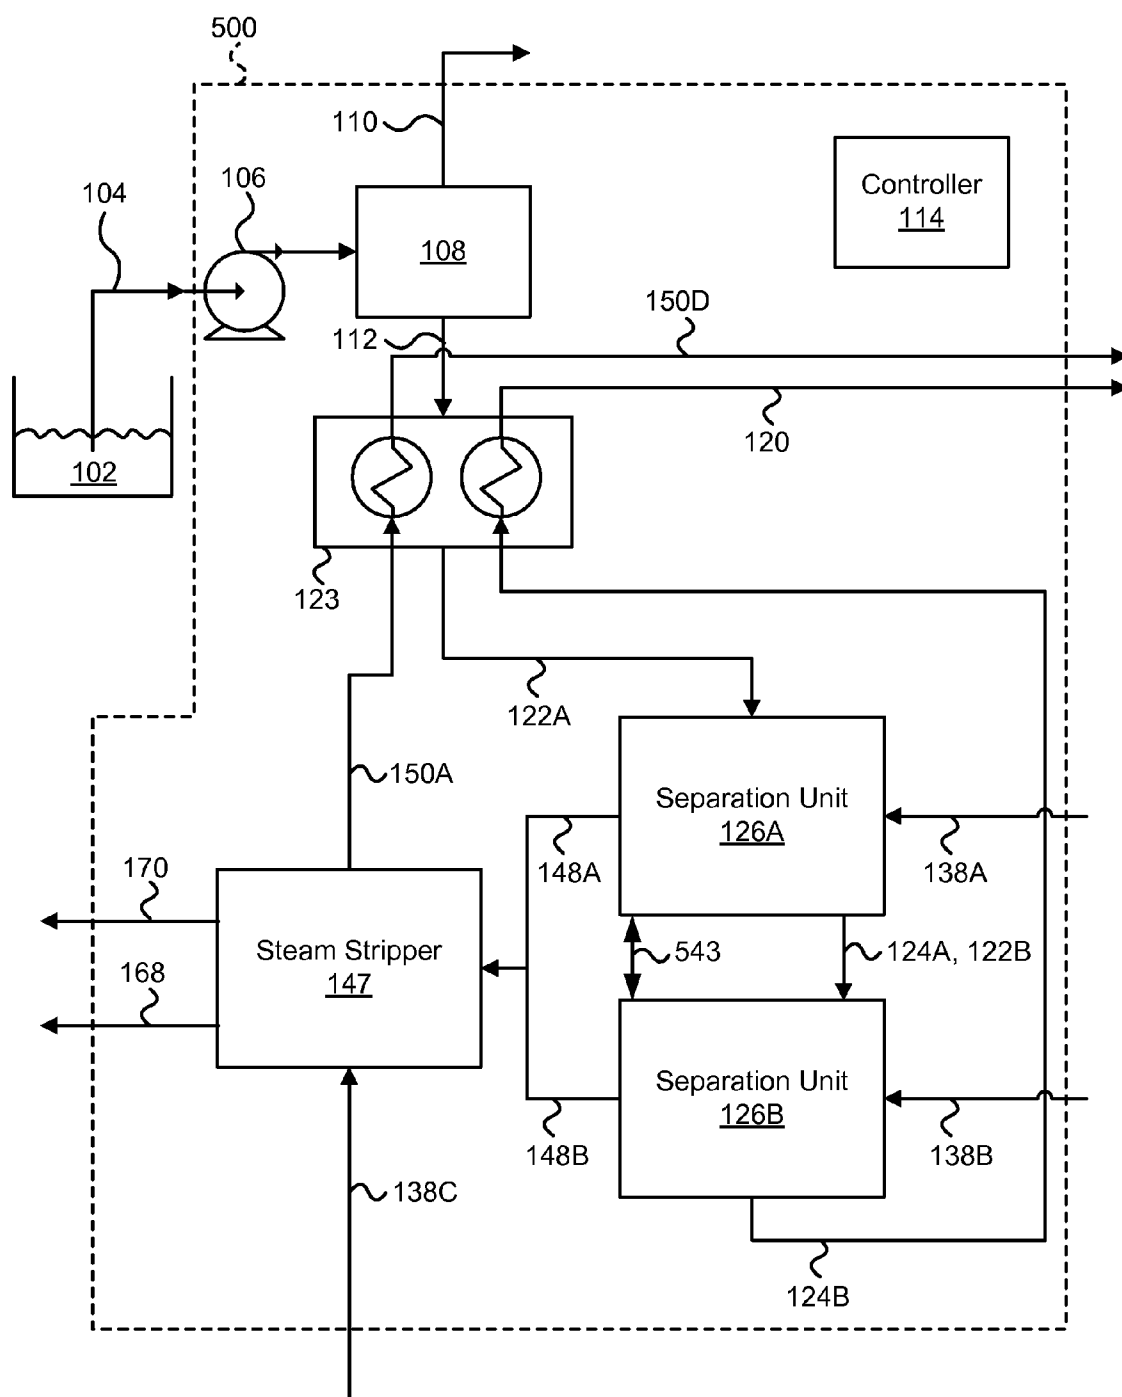 500
110
Controller
114
104
106
108
150D
112
120
102
123
122A
150A
Separation Unit
126A
148A
138A
170
Steam Stripper
147
543
124A, 122B
168
Separation Unit
126B
148B
138B
138C
124B